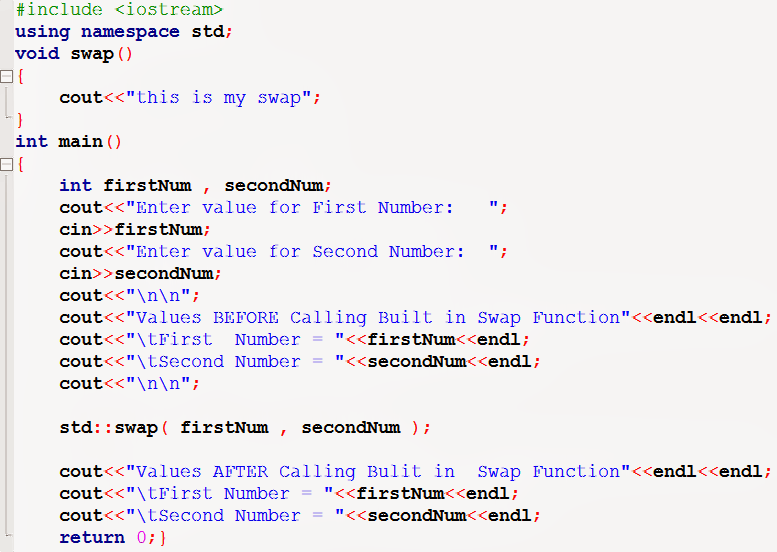 #include <iostream>
using namespace std;
void swap()
{
    cout<<"this is my swap";
}
int main()
{
    int firstNum , secondNum;
    cout<<"Enter value for First Number:   ";
    cin>>firstNum;
    cout<<"Enter value for Second Number:  ";
    cin>>secondNum;
    cout<<"\n\n";
    cout<<"Values BEFORE Calling Built in Swap Function"<<endl<<endl;
    cout<<"\tFirst  Number = "<<firstNum<<endl;
    cout<<"\tSecond Number = "<<secondNum<<endl;
    cout<<"\n\n";

    std::swap( firstNum , secondNum );

    cout<<"Values AFTER Calling Bulit in  Swap Function"<<endl<<endl;
    cout<<"\tFirst Number = "<<firstNum<<endl;
    cout<<"\tSecond Number = "<<secondNum<<endl;
    return 0;}